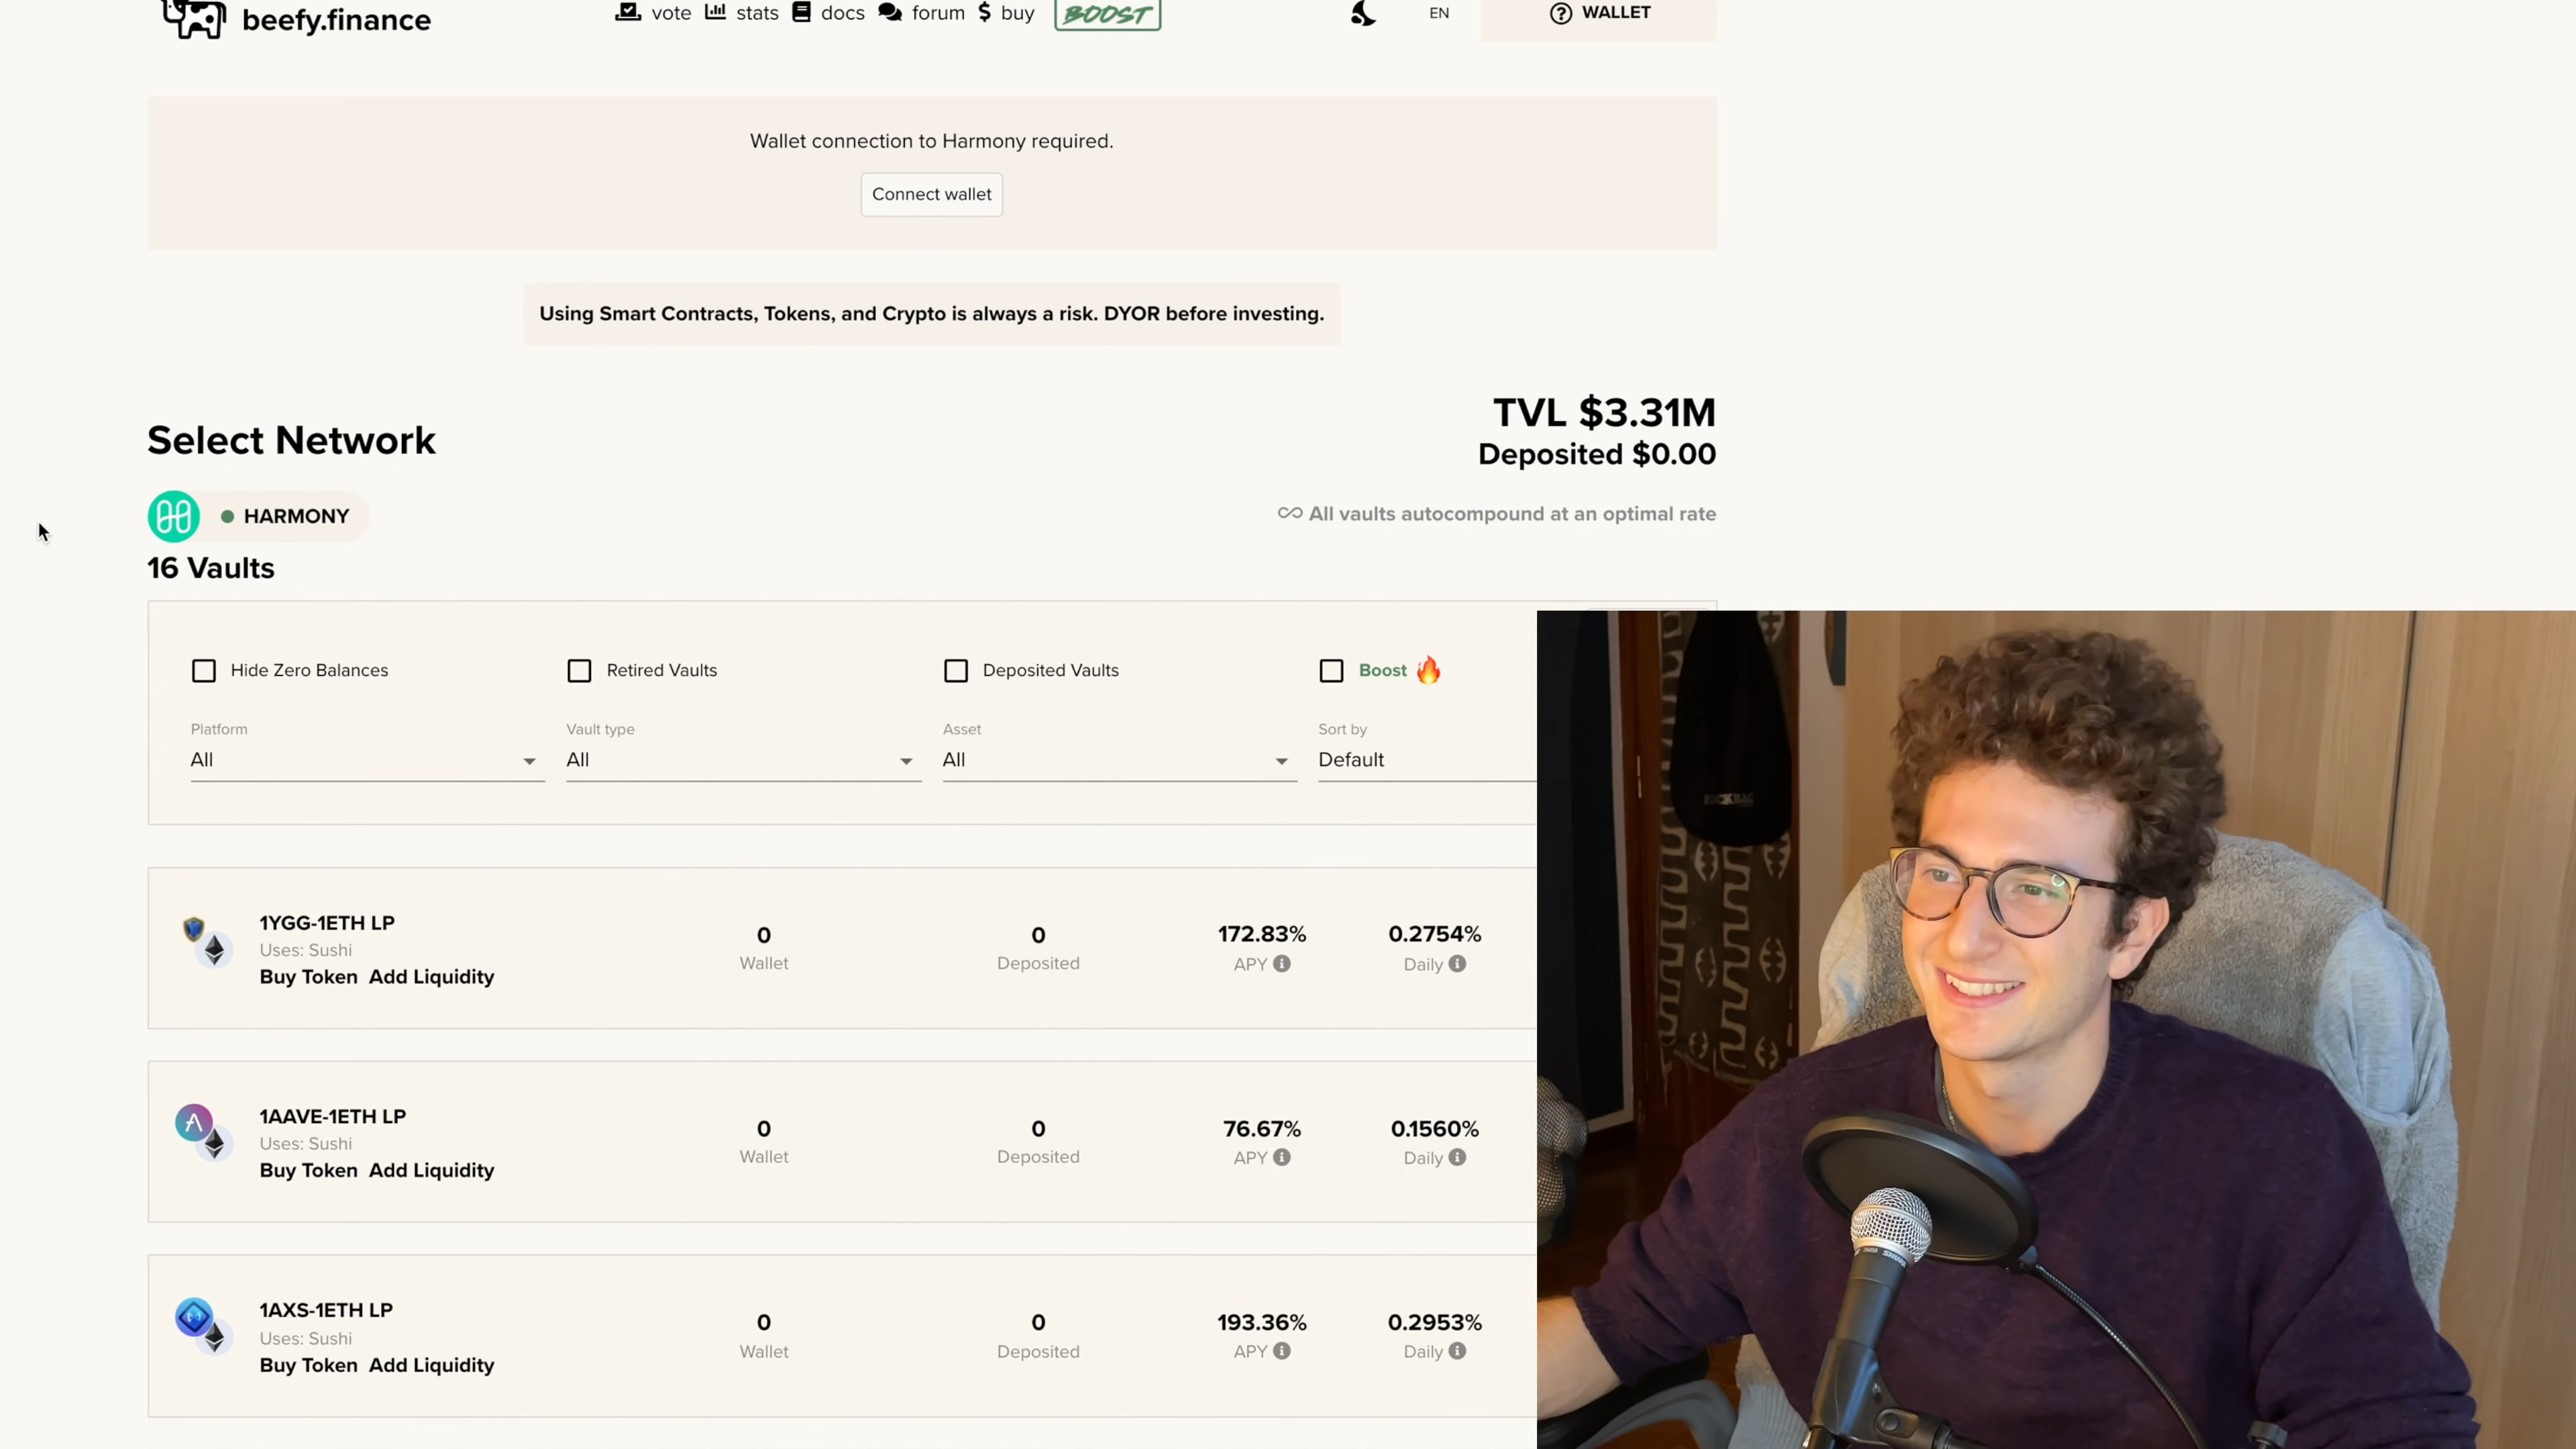 beefy.finance
vote stats docs forum $ buy BOOST
EN
WALLET
Wallet connection to Harmony required.
Connect wallet
Using Smart Contracts, Tokens, and Crypto is always a risk. DYOR before investing.
TVL $3.31M
Select Network
Deposited $0.00
HARMONY
All vaults autocompound at an optimal rate
16 Vaults
Hide Zero Balances
Retired Vaults
Deposited Vaults
Boost
Platform
Vault type
Asset
Sort by
All
All
All
Default
1YGG-1ETH LP
Uses: Sushi
Buy Token Add Liquidity
0
Wallet
0
Deposited
172.83%
APY
0.2754%
Daily
1AAVE-1ETH LP
Uses: Sushi
Buy Token Add Liquidity
0
Wallet
0
Deposited
76.67%
APY
0.1560%
Daily
1AXS-1ETH LP
Uses: Sushi
Buy Token Add Liquidity
0
Wallet
0
Deposited
193.36%
APY
0.2953%
Daily